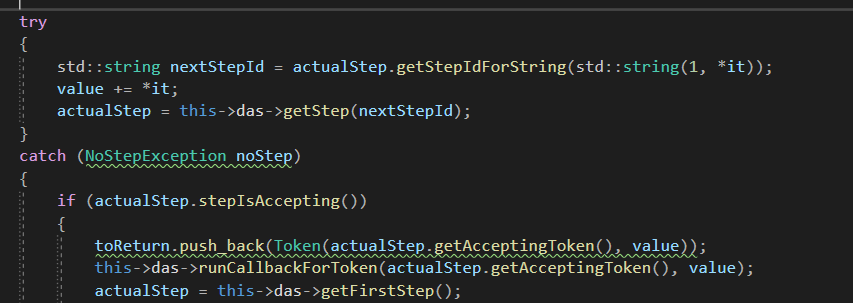 try
{
std::string nextStepId = actualStep.getStepIdForString(std::string(1, *it));
value += *it;
actualStep = this->das->getStep(nextStepId);
}
catch (NoStepException noStep)
{
if (actualStep.stepIsAccepting())
{
toReturn.push_back(Token(actualStep.getAcceptingToken(), value));
this->das->runCallbackForToken(actualStep.getAcceptingToken(), value);
actualStep = this->das->getFirstStep();